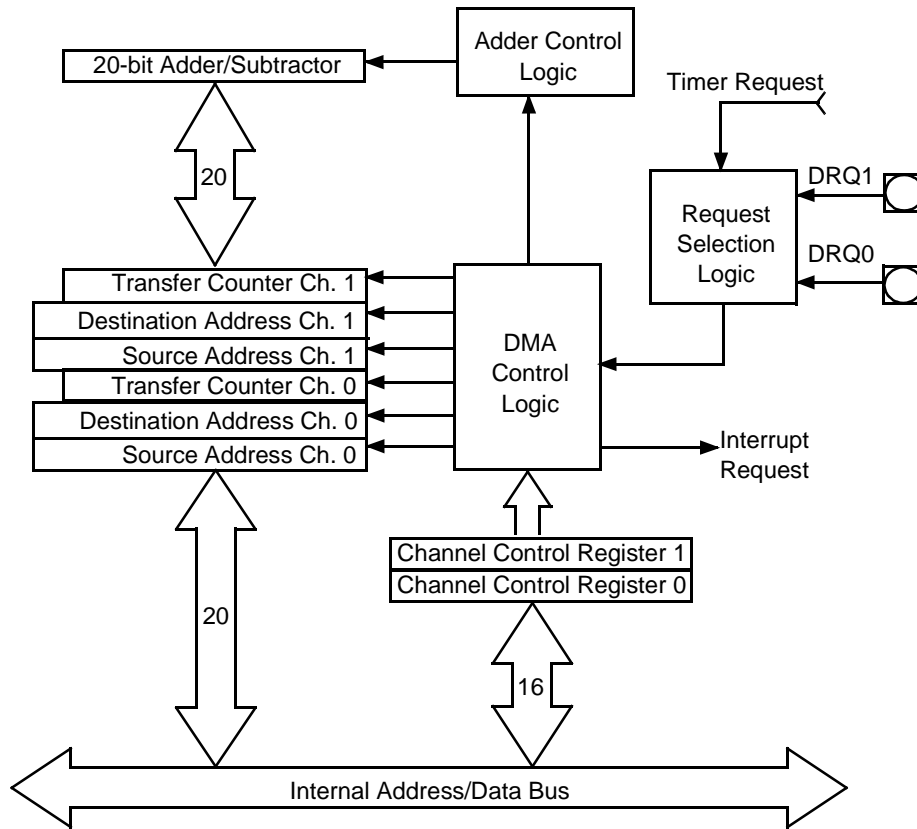 Adder Control
Logic
20-bit Adder/Subtractor
Timer Request
20
DRQ1
Request
Selection
Logic
DRQ0
Transfer Counter Ch. 1
Destination Address Ch. 1
Source Address Ch. 1
Transfer Counter Ch. 0
Destination Address Ch. 0
Source Address Ch. 0
DMA
Control
Logic
Interrupt
Request
Channel Control Register 1
Channel Control Register 0
20
16
Internal Address/Data Bus